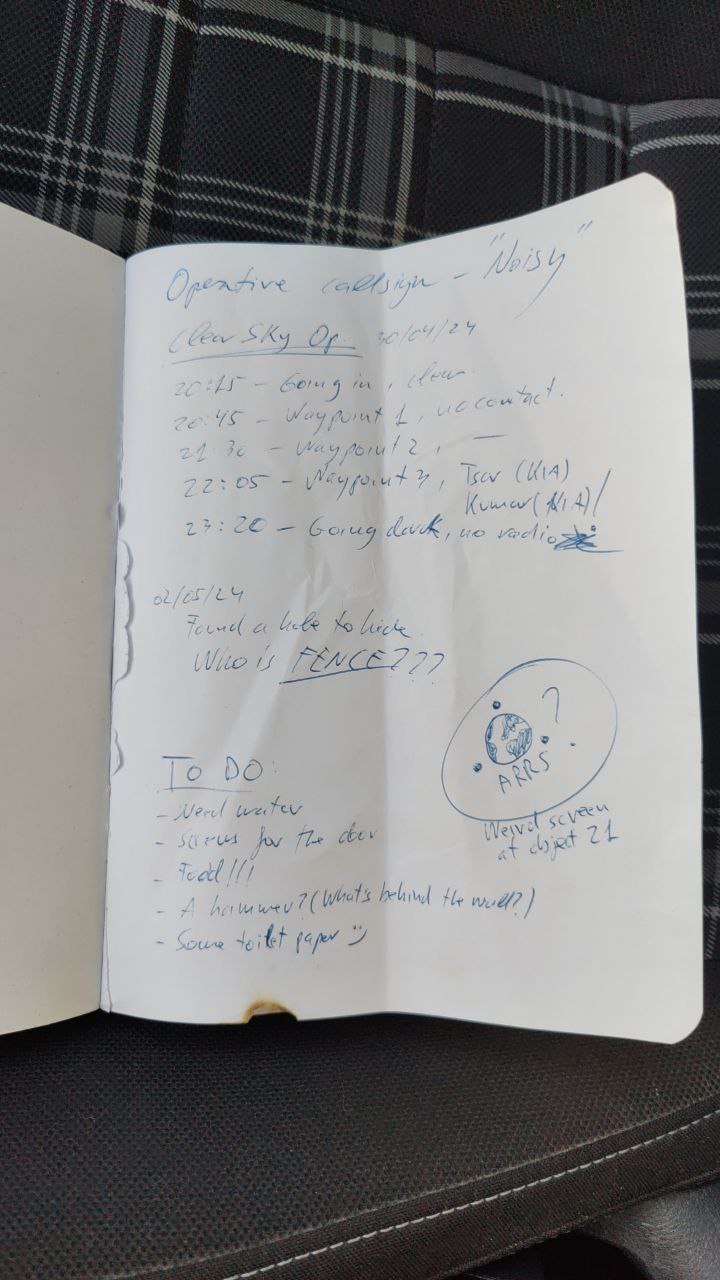 Operative callsign - "Noisy"
Clear Sky Op. 30/04/24
20:15 - Going in, clear.
20:45 - Waypoint 1, no contact.
21:30 - Waypoint 2, —
22:05 - Waypoint 3, Tsar (KIA)
Kumar (KIA)
23:20 - Going dark, no radio
02/05/24
Found a hole to hide
Who is FENCE???
?
ARRS
Weird screen
at object 21
TO DO:
- Need water
- Screws for the door
- Food!!!
- A hammer? (What's behind the wall?)
- Some toilet paper :)